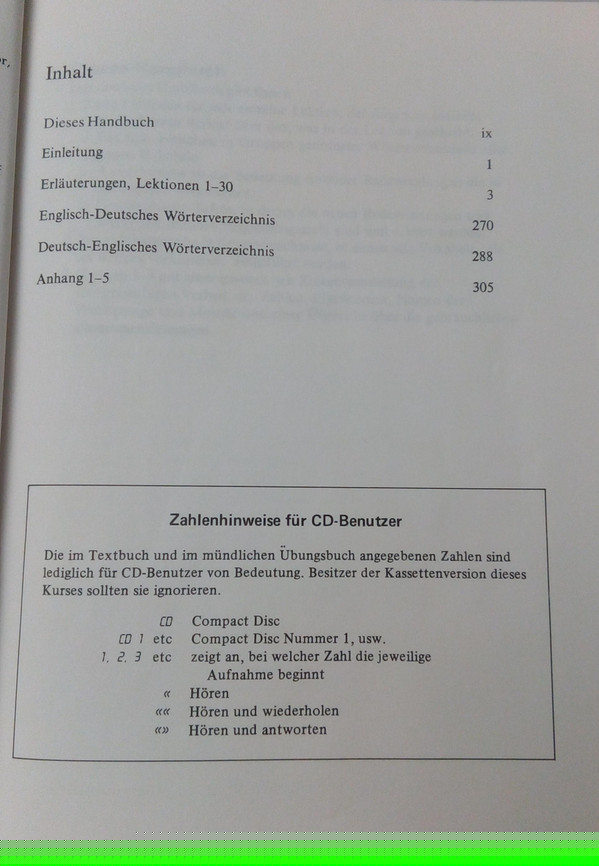 r,
Inhalt
Dieses Handbuch ix
Einleitung 1
Erläuterungen, Lektionen 1–30 3
Englisch-Deutsches Wörterverzeichnis 270
Deutsch-Englisches Wörterverzeichnis 288
Anhang 1–5 305
Zahlenhinweise für CD-Benutzer
Die im Textbuch und im mündlichen Übungsbuch angegebenen Zahlen sind
lediglich für CD-Benutzer von Bedeutung. Besitzer der Kassettenversion dieses
Kurses sollten sie ignorieren.
CD Compact Disc
CD 1 etc Compact Disc Nummer 1, usw.
1, 2, 3 etc zeigt an, bei welcher Zahl die jeweilige
Aufnahme beginnt
« Hören
«« Hören und wiederholen
«» Hören und antworten